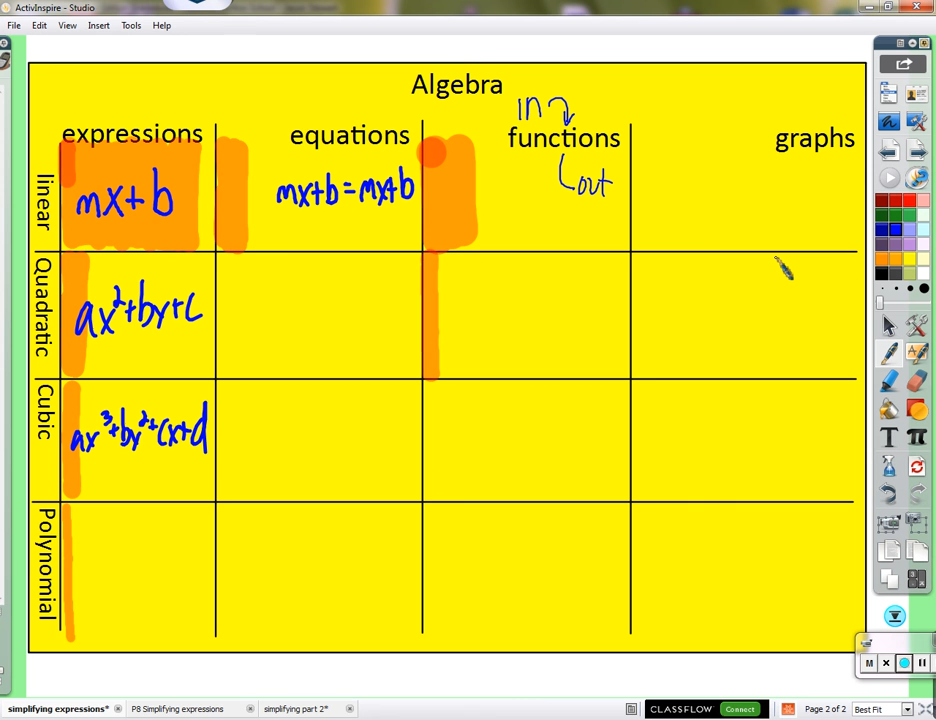 ActivInspire - Studio
File Edit View Insert Tools Help
Algebra
in
expressions equations functions graphs
out
linear mx+b mx+b=mx+b
Quadratic ax²+bx+c
Cubic ax³+bx²+cx+d
Polynomial
M
simplifying expressions* P8 Simplifying expressions simplifying part 2* CLASSFLOW Connect Page 2 of 2 Best Fit